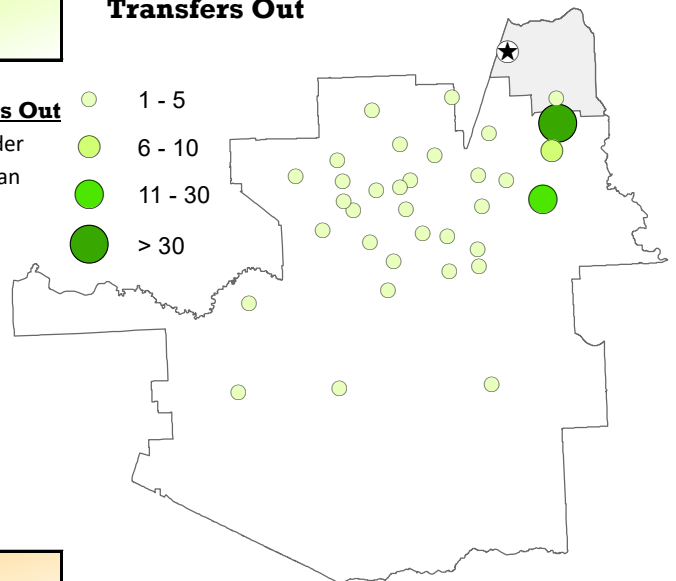 Transfers Out
s Out
der
an
1 - 5
6 - 10
11 - 30
> 30